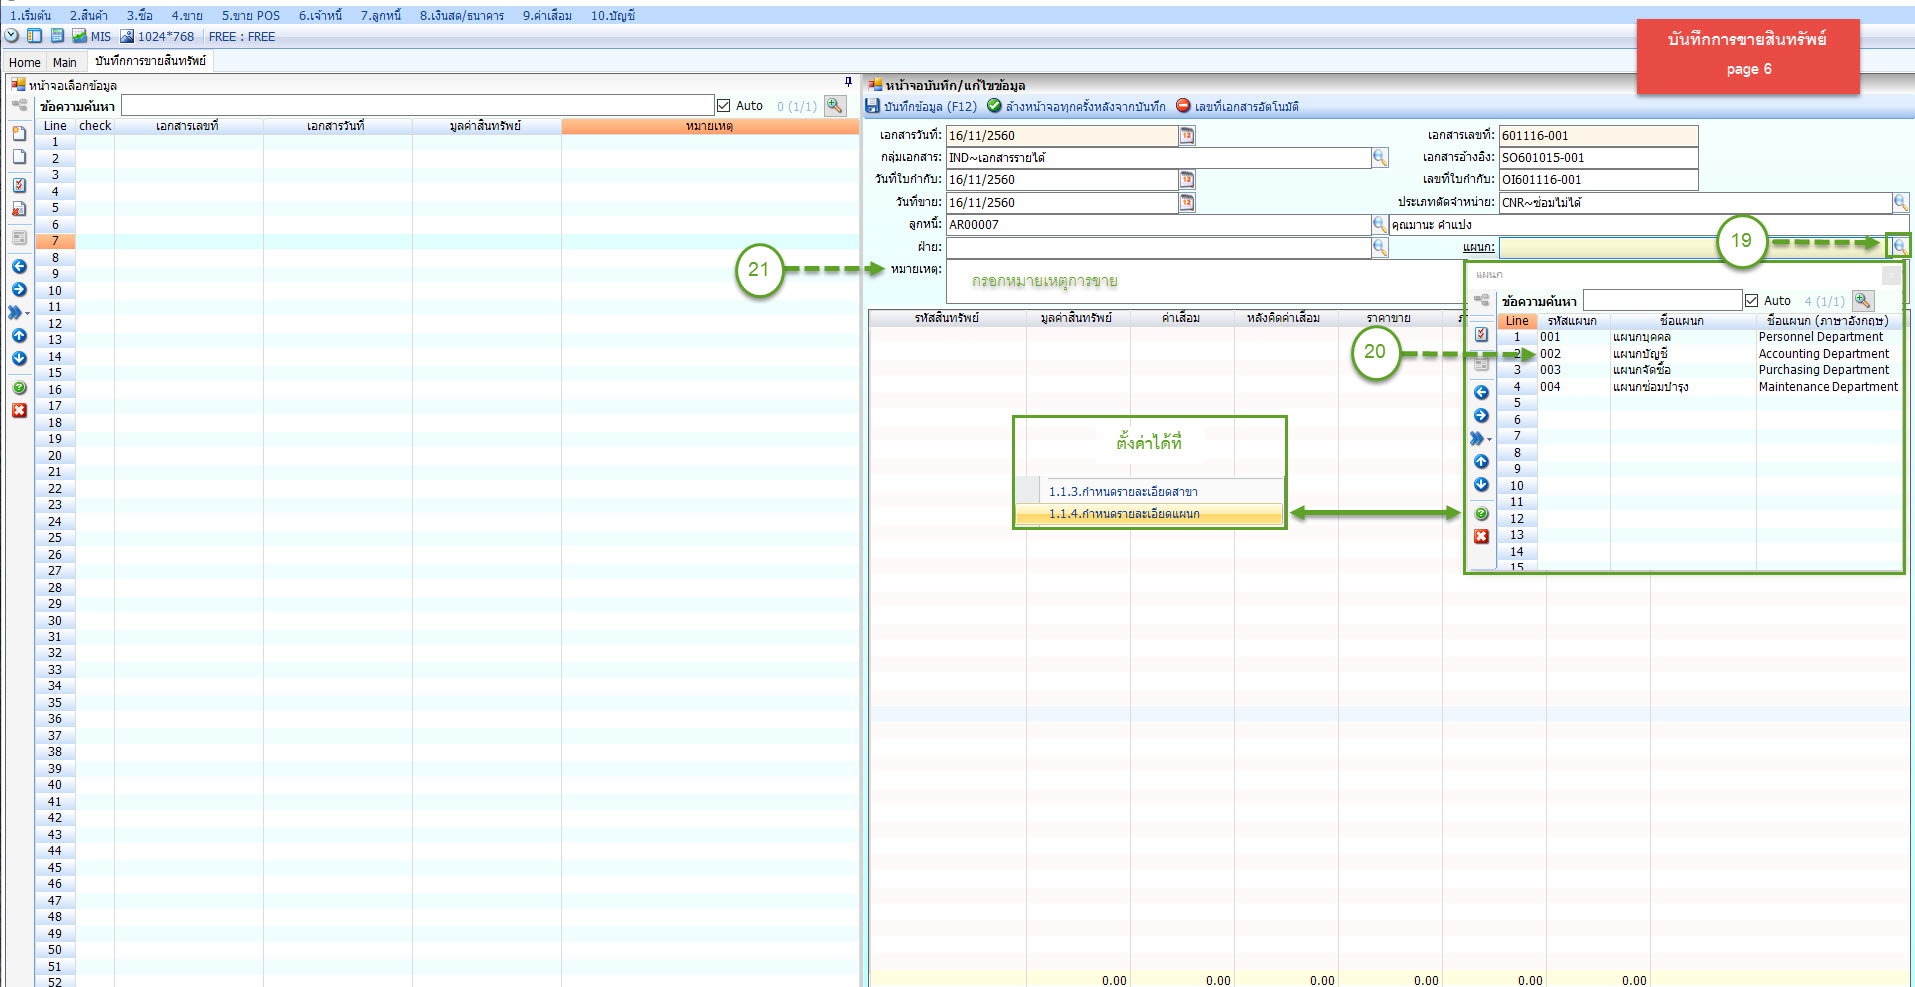 1.เริ่มต้น 2.สินค้า 3.ซื้อ 4.ขาย 5.ขาย POS 6.เจ้าหนี้ 7.ลูกหนี้ 8.เงินสด/ธนาคาร 9.ค่าเสื่อม 10.บัญชี
MIS 1024*768 FREE : FREE
บันทึกการขายสินทรัพย์
page 6
Home Main บันทึกการขายสินทรัพย์
หน้าจอเลือกข้อมูล
ข้อความค้นหา Auto 0 (1/1)
Line check เอกสารเลขที่ เอกสารวันที่ มูลค่าสินทรัพย์ หมายเหตุ
1
2
3
4
5
6
7
8
9
10
11
12
13
14
15
16
17
18
19
20
21
22
23
24
25
26
27
28
29
30
31
32
33
34
35
36
37
38
39
40
41
42
43
44
45
46
47
48
49
50
51
52
หน้าจอบันทึก/แก้ไขข้อมูล
บันทึกข้อมูล (F12) ล้างหน้าจอทุกครั้งหลังจากบันทึก เลขที่เอกสารอัตโนมัติ
เอกสารวันที่: 16/11/2560 เอกสารเลขที่: 601116-001
กลุ่มเอกสาร: IND~เอกสารรายได้ เอกสารอ้างอิง: SO601015-001
วันที่ใบกำกับ: 16/11/2560 เลขที่ใบกำกับ: OI601116-001
วันที่ขาย: 16/11/2560 ประเภทตัดจำหน่าย: CNR~ซ่อมไม่ได้
ลูกหนี้: AR00007 คุณมานะ คำแปง
ฝ่าย: แผนก: 19
21 หมายเหตุ: กรอกหมายเหตุการขาย
รหัสสินทรัพย์ มูลค่าสินทรัพย์ ค่าเสื่อม หลังคิดค่าเสื่อม ราคาขาย
20
แผนก
ข้อความค้นหา Auto 4 (1/1)
Line รหัสแผนก ชื่อแผนก ชื่อแผนก (ภาษาอังกฤษ)
1 001 แผนกบุคคล Personnel Department
2 002 แผนกบัญชี Accounting Department
3 003 แผนกจัดซื้อ Purchasing Department
4 004 แผนกซ่อมบำรุง Maintenance Department
5
6
7
8
9
10
11
12
13
14
15
ตั้งค่าได้ที่
1.1.3.กำหนดรายละเอียดสาขา
1.1.4.กำหนดรายละเอียดแผนก
0.00 0.00 0.00 0.00 0.00 0.00